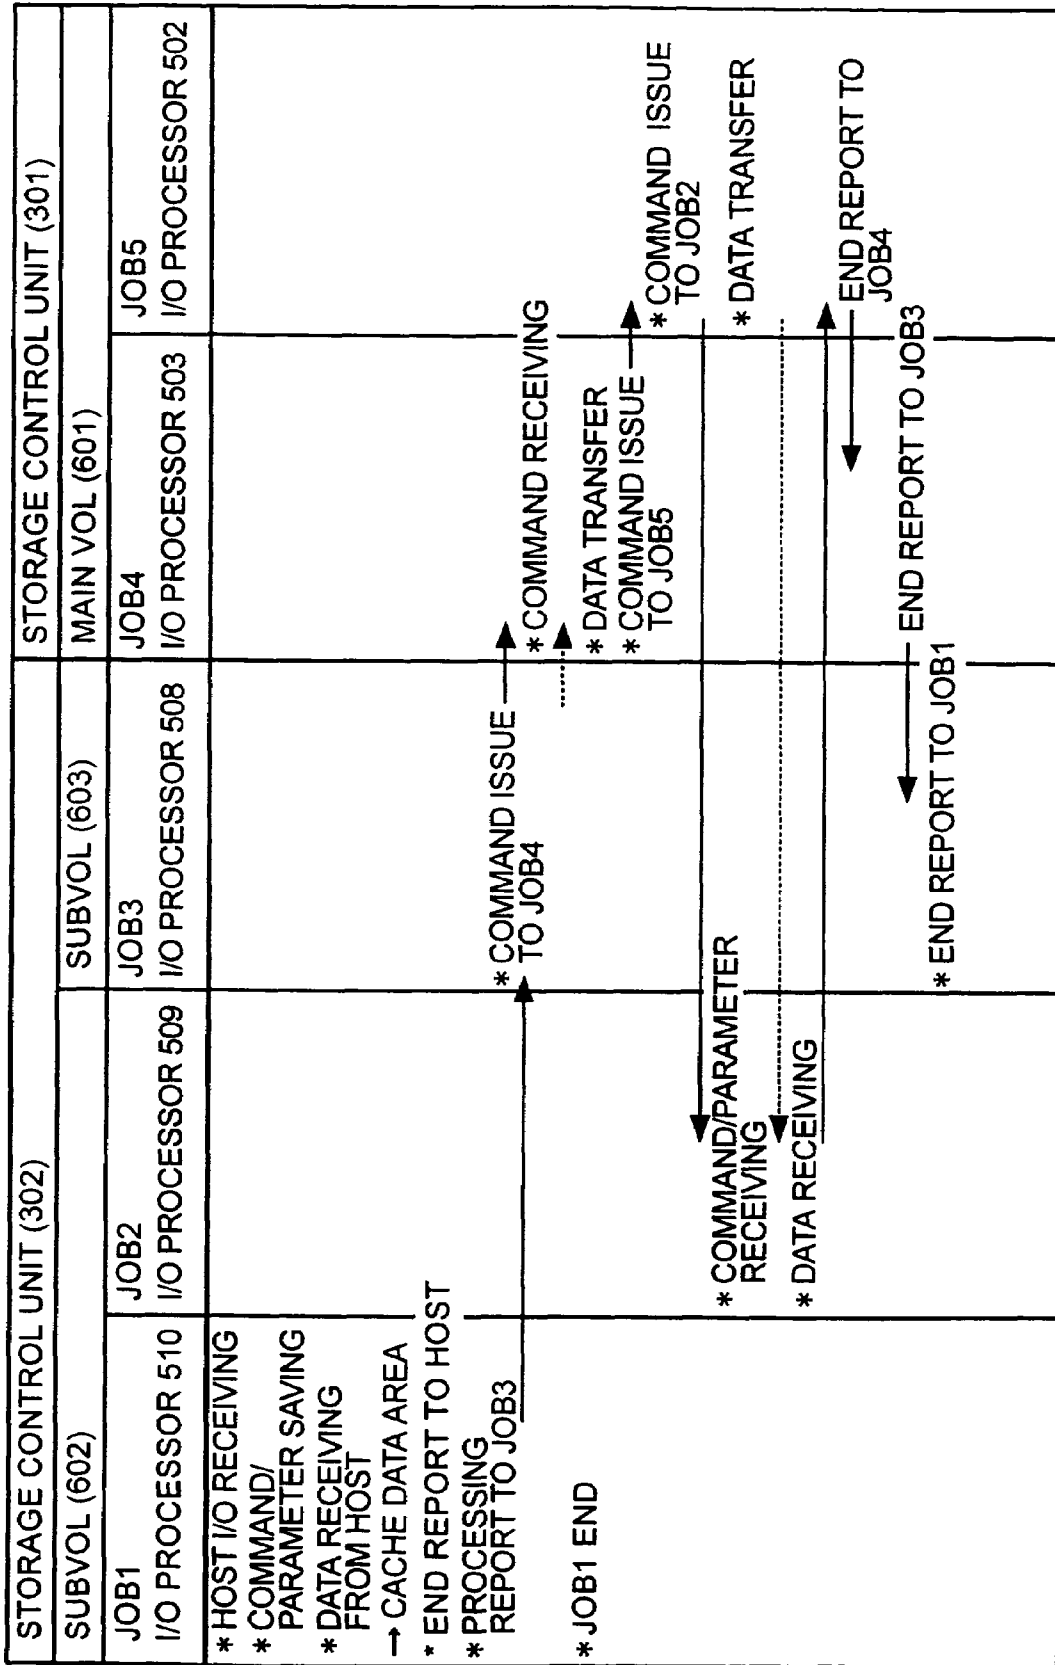 STORAGE CONTROL UNIT (302)
STORAGE CONTROL UNIT (301)
SUBVOL (602)
SUBVOL (603)
MAIN VOL (601)
JOB1
I/O PROCESSOR 510
JOB2
I/O PROCESSOR 509
JOB3
I/O PROCESSOR 508
JOB4
I/O PROCESSOR 503
JOB5
I/O PROCESSOR 502
* HOST I/O RECEIVING
* COMMAND/
PARAMETER SAVING
* DATA RECEIVING
FROM HOST
→ CACHE DATA AREA
* END REPORT TO HOST
* PROCESSING
REPORT TO JOB3
* JOB1 END
* COMMAND ISSUE
TO JOB4
* COMMAND RECEIVING
* DATA TRANSFER
* COMMAND ISSUE
TO JOB5
* COMMAND ISSUE
TO JOB2
* COMMAND/PARAMETER
RECEIVING
* DATA TRANSFER
* DATA RECEIVING
END REPORT TO
JOB4
END REPORT TO JOB3
* END REPORT TO JOB1